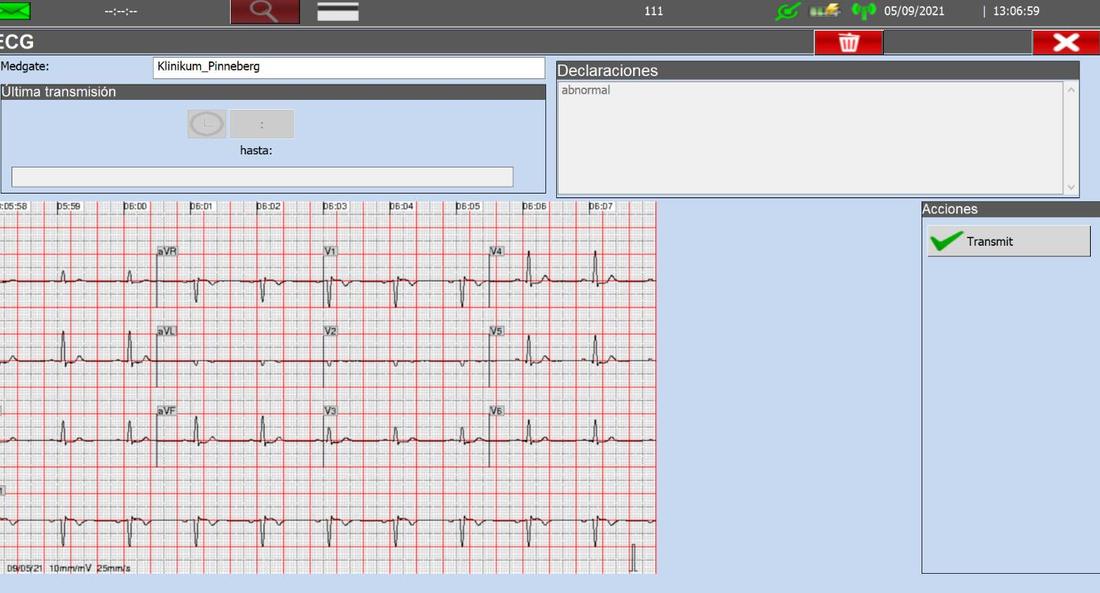 --:--:--
111
05/09/2021
| 13:06:59
ECG
Medgate:
Klinikum_Pinneberg
Declaraciones
abnormal
Última transmisión
:
hasta:
:05:58 05:59 06:00 06:01 06:02 06:03 06:04 06:05 06:06 06:07
Acciones
Transmit
aVR V1 V4
aVL V2 V5
aVF V3 V6
09/05/21 10mm/mV 25mm/s